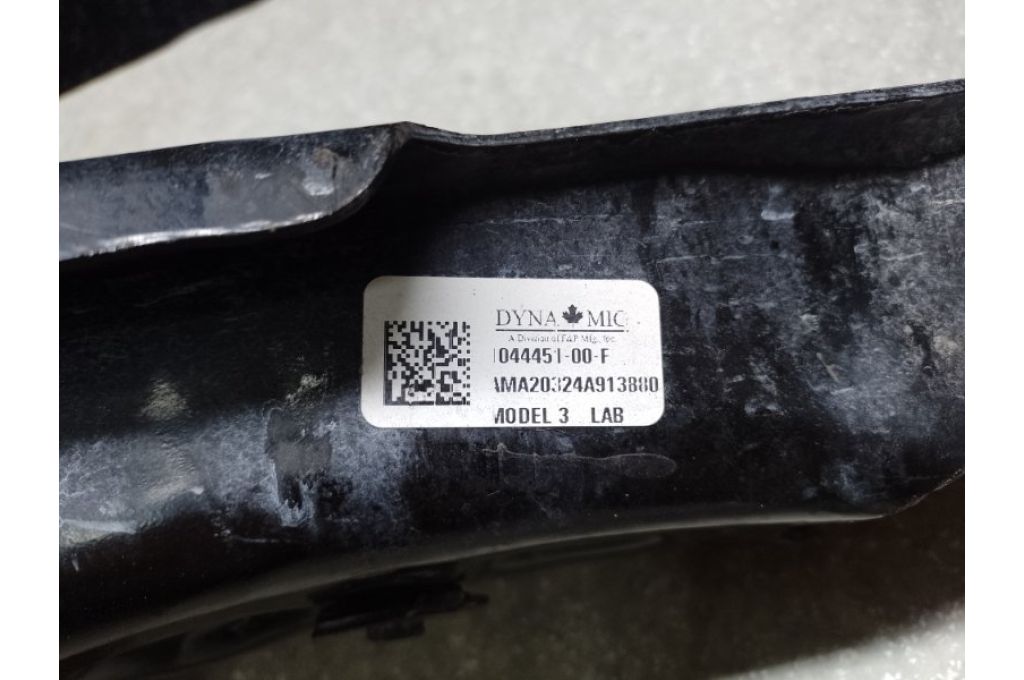 DYNAMIC
A Division of F&P Mfg., Inc.
1044451-00-F
AMA20324A913880
MODEL 3 LAB